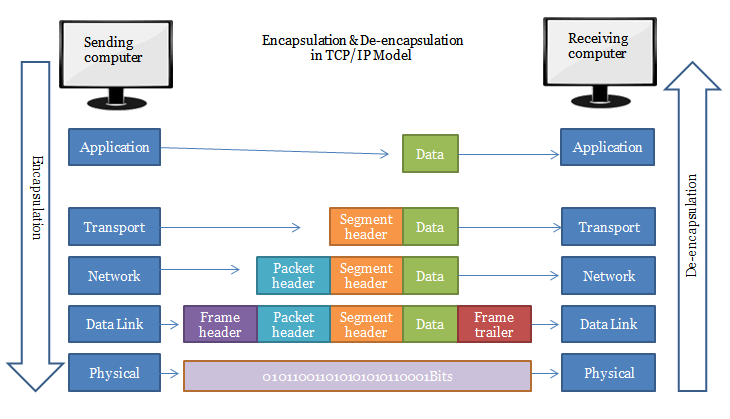 Sending
computer
Encapsulation & De-encapsulation
in TCP/IP Model
Receiving
computer
Encapsulation
De-encapsulation
Application
Data
Application
Transport
Segment
header
Data
Transport
Network
Packet
header
Segment
header
Data
Network
Data Link
Frame
header
Packet
header
Segment
header
Data
Frame
trailer
Data Link
Physical
010110011010101010110001Bits
Physical